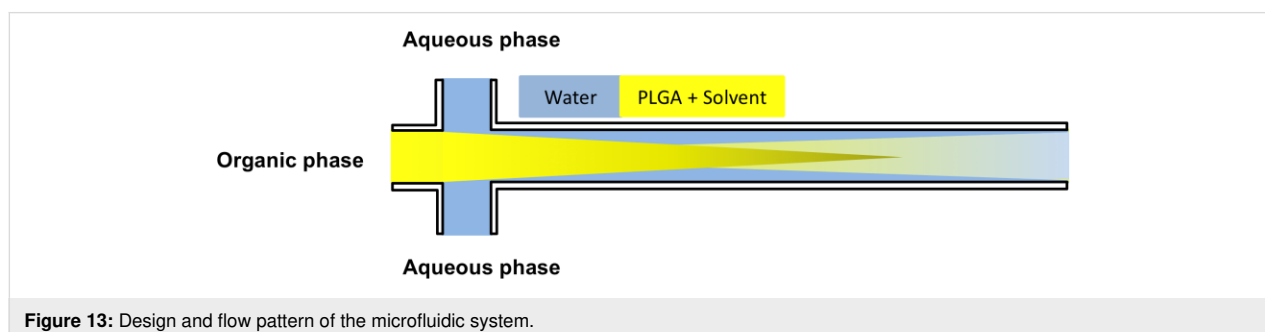 Aqueous phase
Water PLGA + Solvent
Organic phase
Aqueous phase
Figure 13: Design and flow pattern of the microfluidic system.